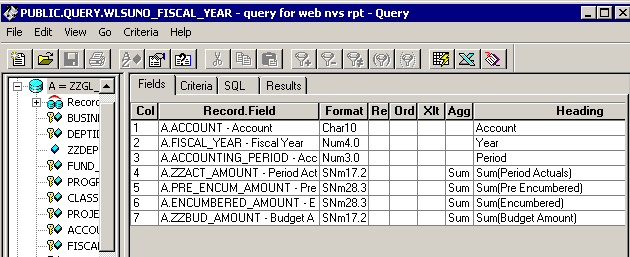 PUBLIC.QUERY.WLSUNO_FISCAL_YEAR - query for web nvs rpt - Query
File Edit View Go Criteria Help
A = ZZGL_
Recor
BUSINI
DEPTID
ZZDEP
FUND_
PROGR
CLASS
PROJE
ACCOU
FISCAL
Fields Criteria SQL Results
Col Record.Field Format Re Ord Xlt Agg Heading
1 A.ACCOUNT - Account Char10 Account
2 A.FISCAL_YEAR - Fiscal Year Num4.0 Year
3 A.ACCOUNTING_PERIOD - Acc Num3.0 Period
4 A.ZZACT_AMOUNT - Period Act SNm17.2 Sum Sum(Period Actuals)
5 A.PRE_ENCUM_AMOUNT - Pre SNm28.3 Sum Sum(Pre Encumbered)
6 A.ENCUMBERED_AMOUNT - E SNm28.3 Sum Sum(Encumbered)
7 A.ZZBUD_AMOUNT - Budget A SNm17.2 Sum Sum(Budget Amount)